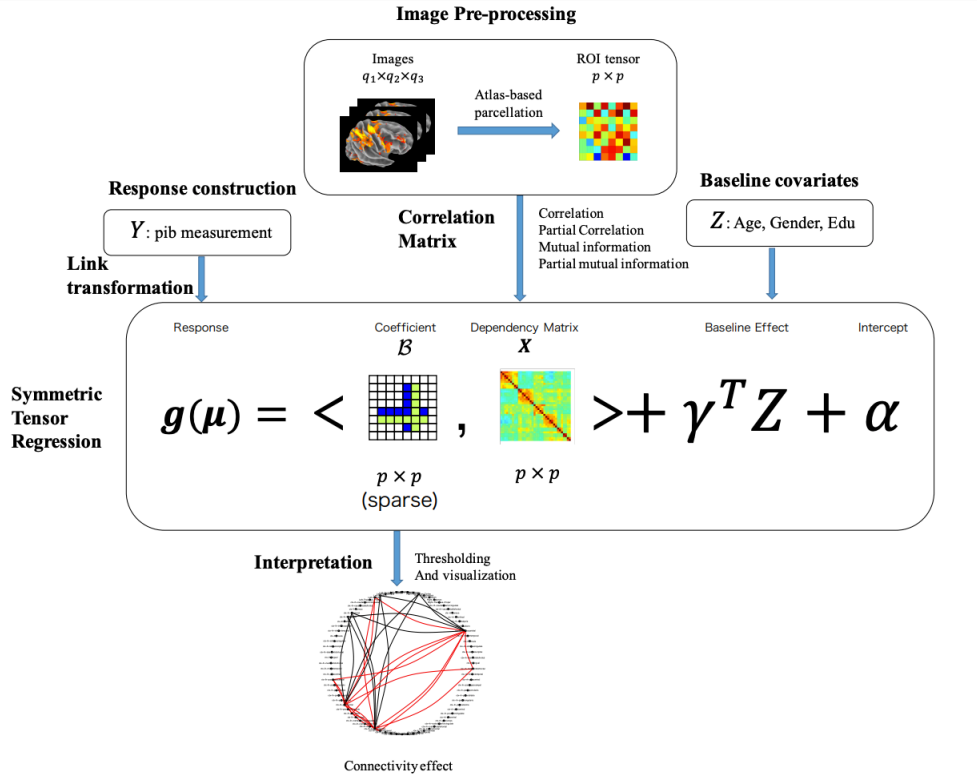 Image Pre-processing
Images
q₁×q₂×q₃
ROI tensor
p × p
Atlas-based
parcellation
Response construction
Y: pib measurement
Baseline covariates
Z: Age, Gender, Edu
Correlation
Matrix
Correlation
Partial Correlation
Mutual information
Partial mutual information
Link
transformation
Response
Coefficient
ℬ
Dependency Matrix
X
Baseline Effect
Intercept
Symmetric
Tensor
Regression
g(μ) = < , > + γᵀZ + α
p × p
(sparse)
p × p
Interpretation
Thresholding
And visualization
Connectivity effect